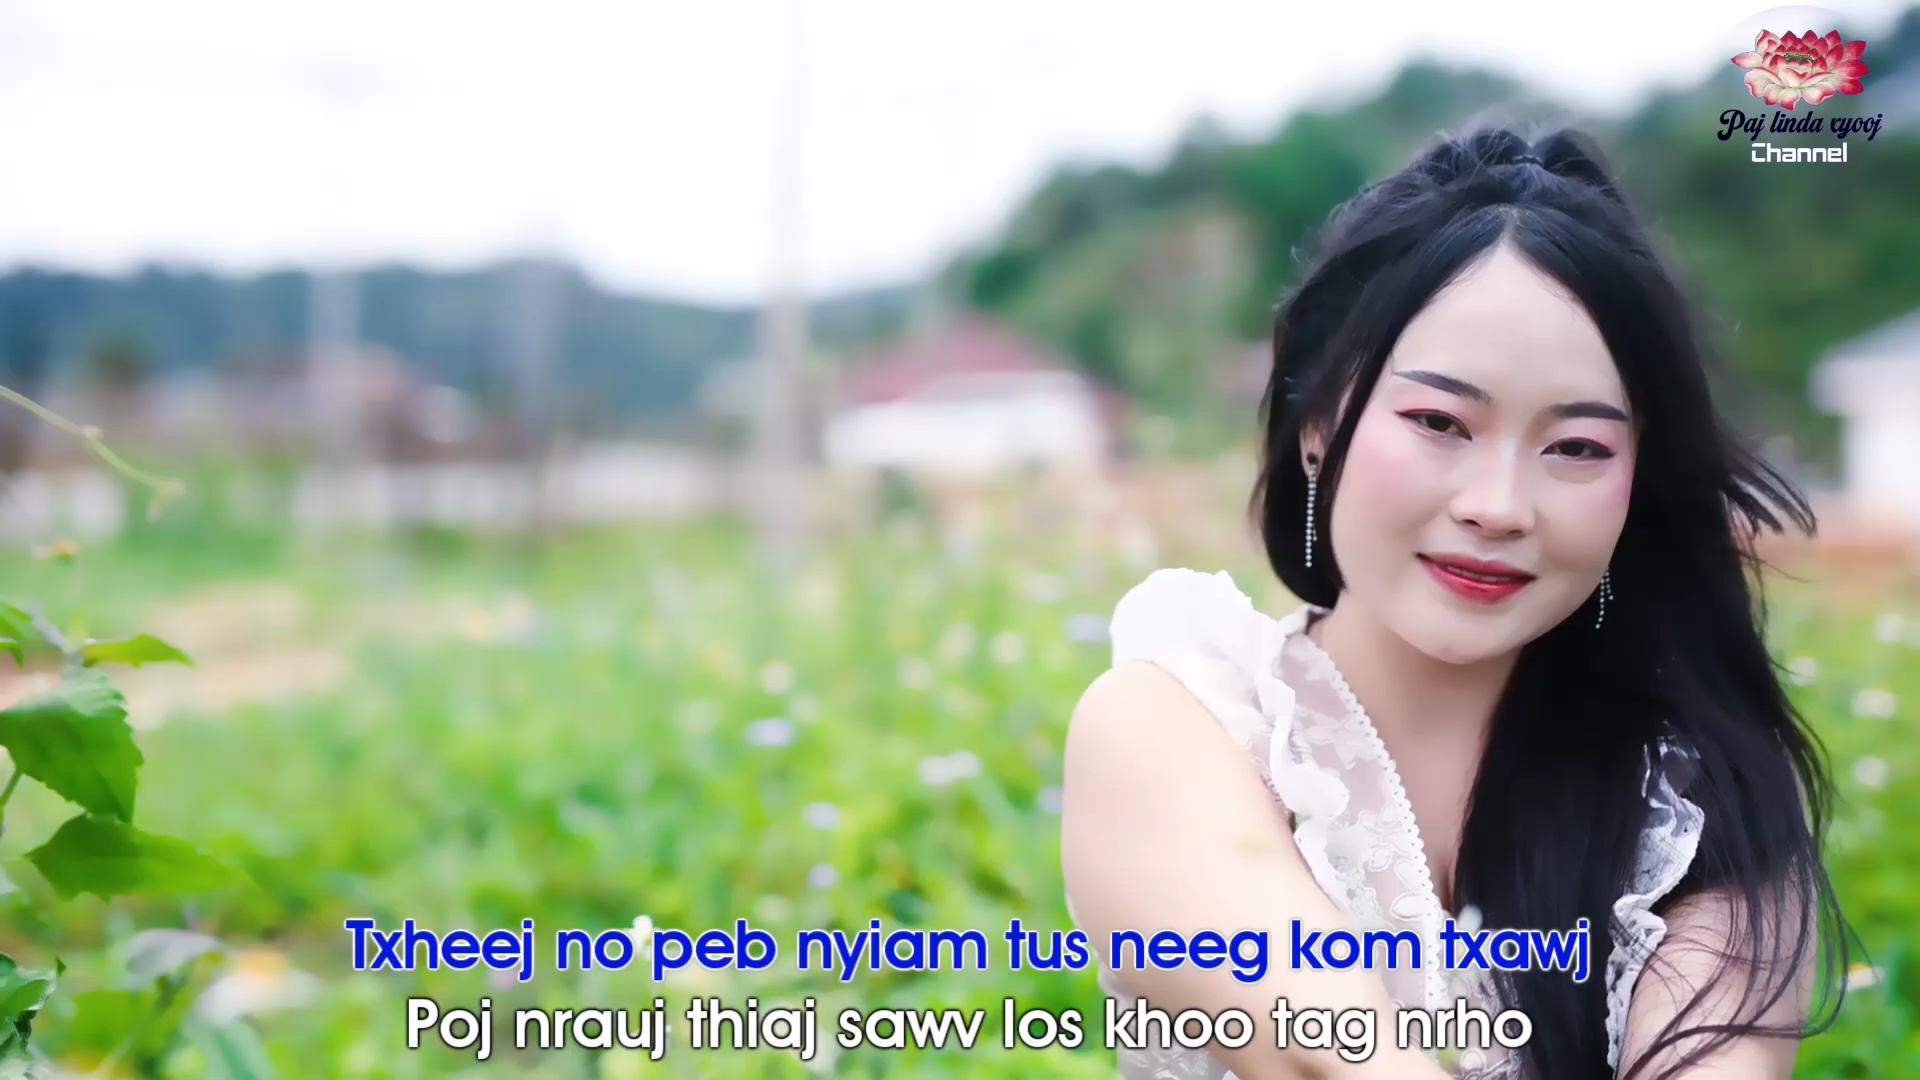 Paj linda xyooj
Channel
Txheej no peb nyiam tus neeg kom txawj
Poj nrauj thiaj sawv los khoo tag nrho